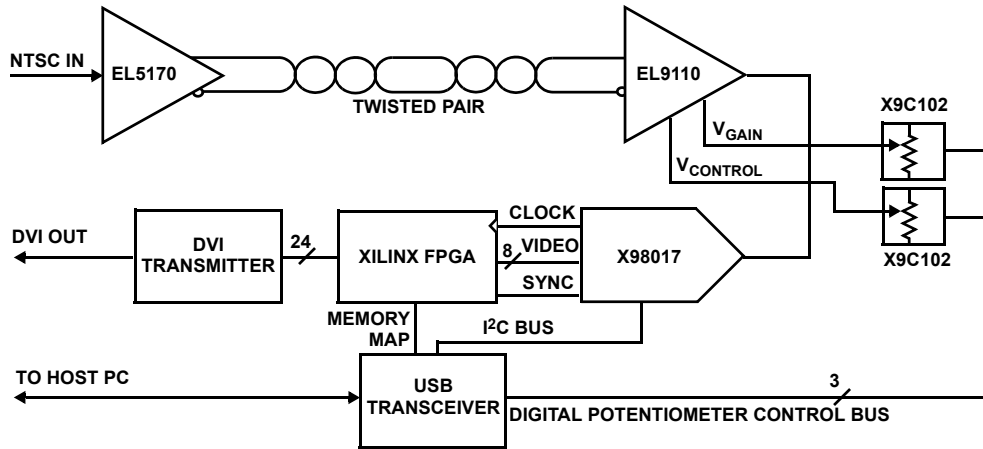 NTSC IN
EL5170
TWISTED PAIR
EL9110
X9C102
VGAIN
VCONTROL
X9C102
DVI OUT
DVI
TRANSMITTER
24
XILINX FPGA
CLOCK
8 VIDEO
SYNC
X98017
MEMORY
MAP
I²C BUS
TO HOST PC
USB
TRANSCEIVER
3
DIGITAL POTENTIOMETER CONTROL BUS